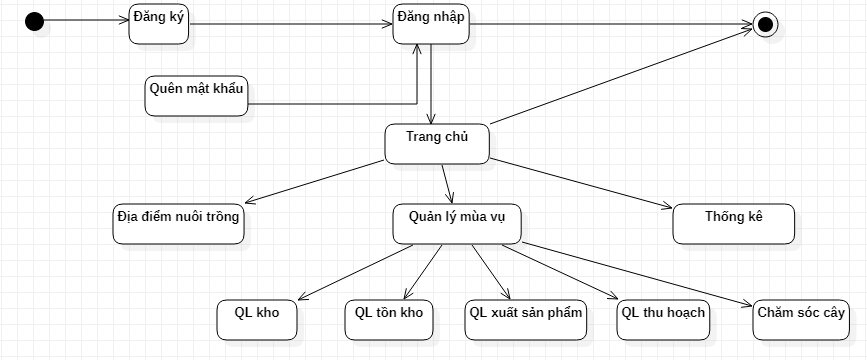 Đăng ký
Đăng nhập
Quên mật khẩu
Trang chủ
Địa điểm nuôi trồng
Quản lý mùa vụ
Thống kê
QL kho
QL tồn kho
QL xuất sản phẩm
QL thu hoạch
Chăm sóc cây